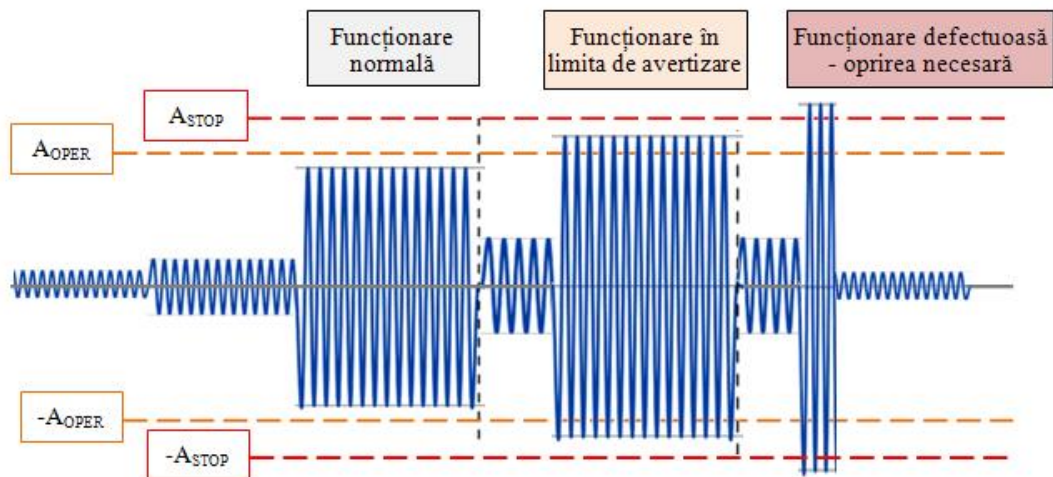 Funcționare
normală
Funcționare în
limita de avertizare
Funcționare defectuoasă
- oprirea necesară
ASTOP
AOPER
-AOPER
-ASTOP